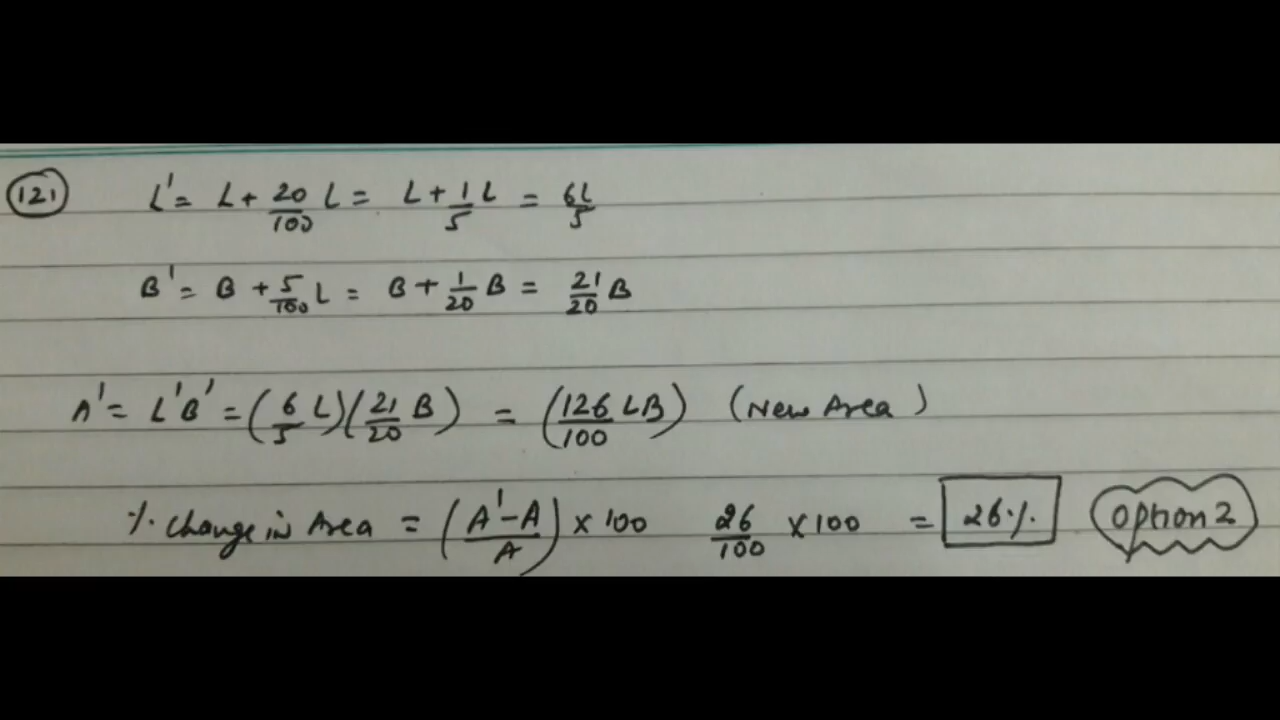 121 L' = L + 20/100 L = L + 1/5 L = 6L/5
B' = B + 5/100 L = B + 1/20 B = 21/20 B
A' = L'B' = (6/5 L)(21/20 B) = (126/100 LB) (New Area)
% Change in Area = (A'-A/A) × 100 26/100 × 100 = 26% Option 2